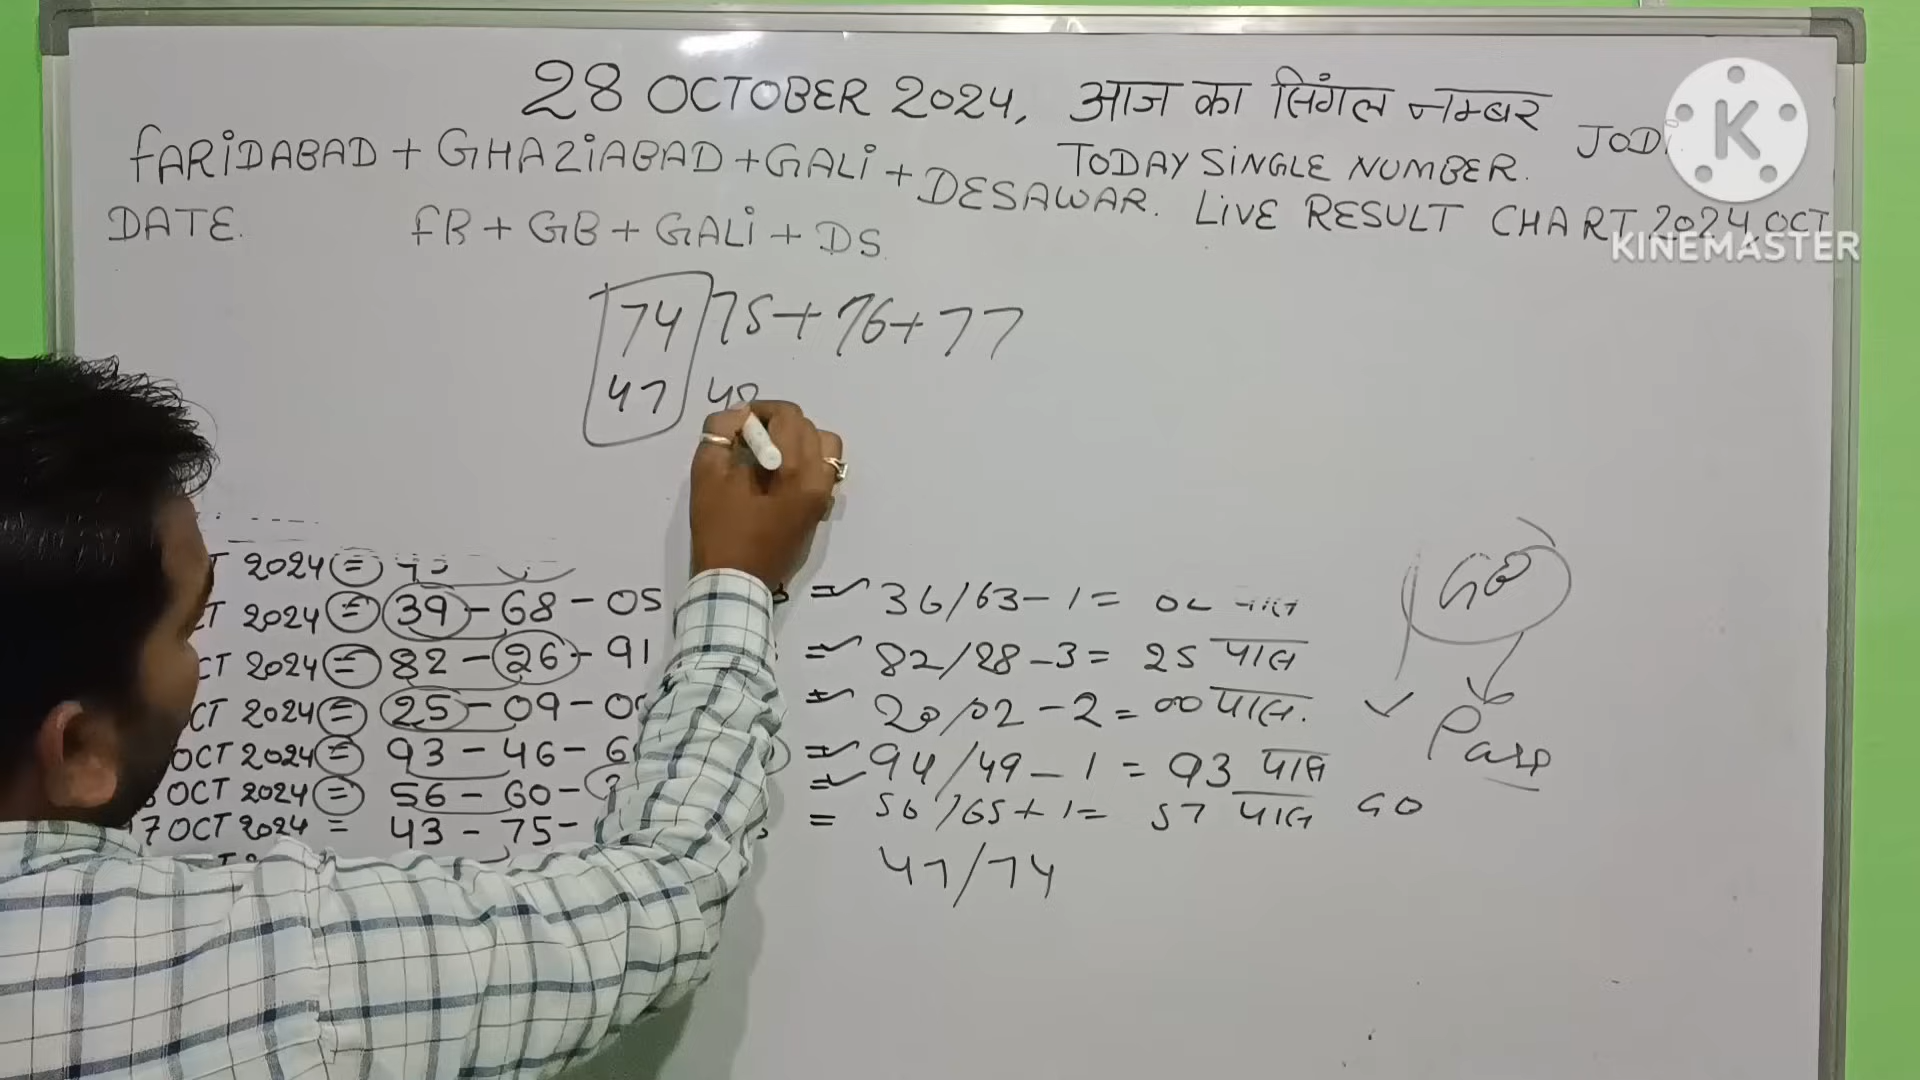 28 OCTOBER 2024, आज का सिंगल नम्बर
FARIDABAD + GHAZIABAD + GALI + DESAWAR.
TODAY SINGLE NUMBER. JODI
LIVE RESULT CHART 2024, OCT
DATE. FB + GB + GALI + DS
KINEMASTER
74 75 + 76 + 77
47 48
2024 =
2024 = 39 - 68 - 05 = 36/63 - 1 =
CT 2024 = 82 - 26 - 91 = 82/28 - 3 = 25 पास
CT 2024 = 25 - 09 = 20/02 - 2 = 00 पास.
OCT 2024 = 93 - 46 - = 94/49 - 1 = 93 पास
OCT 2024 = 56 - 60 - = 56/65 + 1 = 57 पास GO
7 OCT 2024 = 43 - 75 - =
47/74
GB
Pass